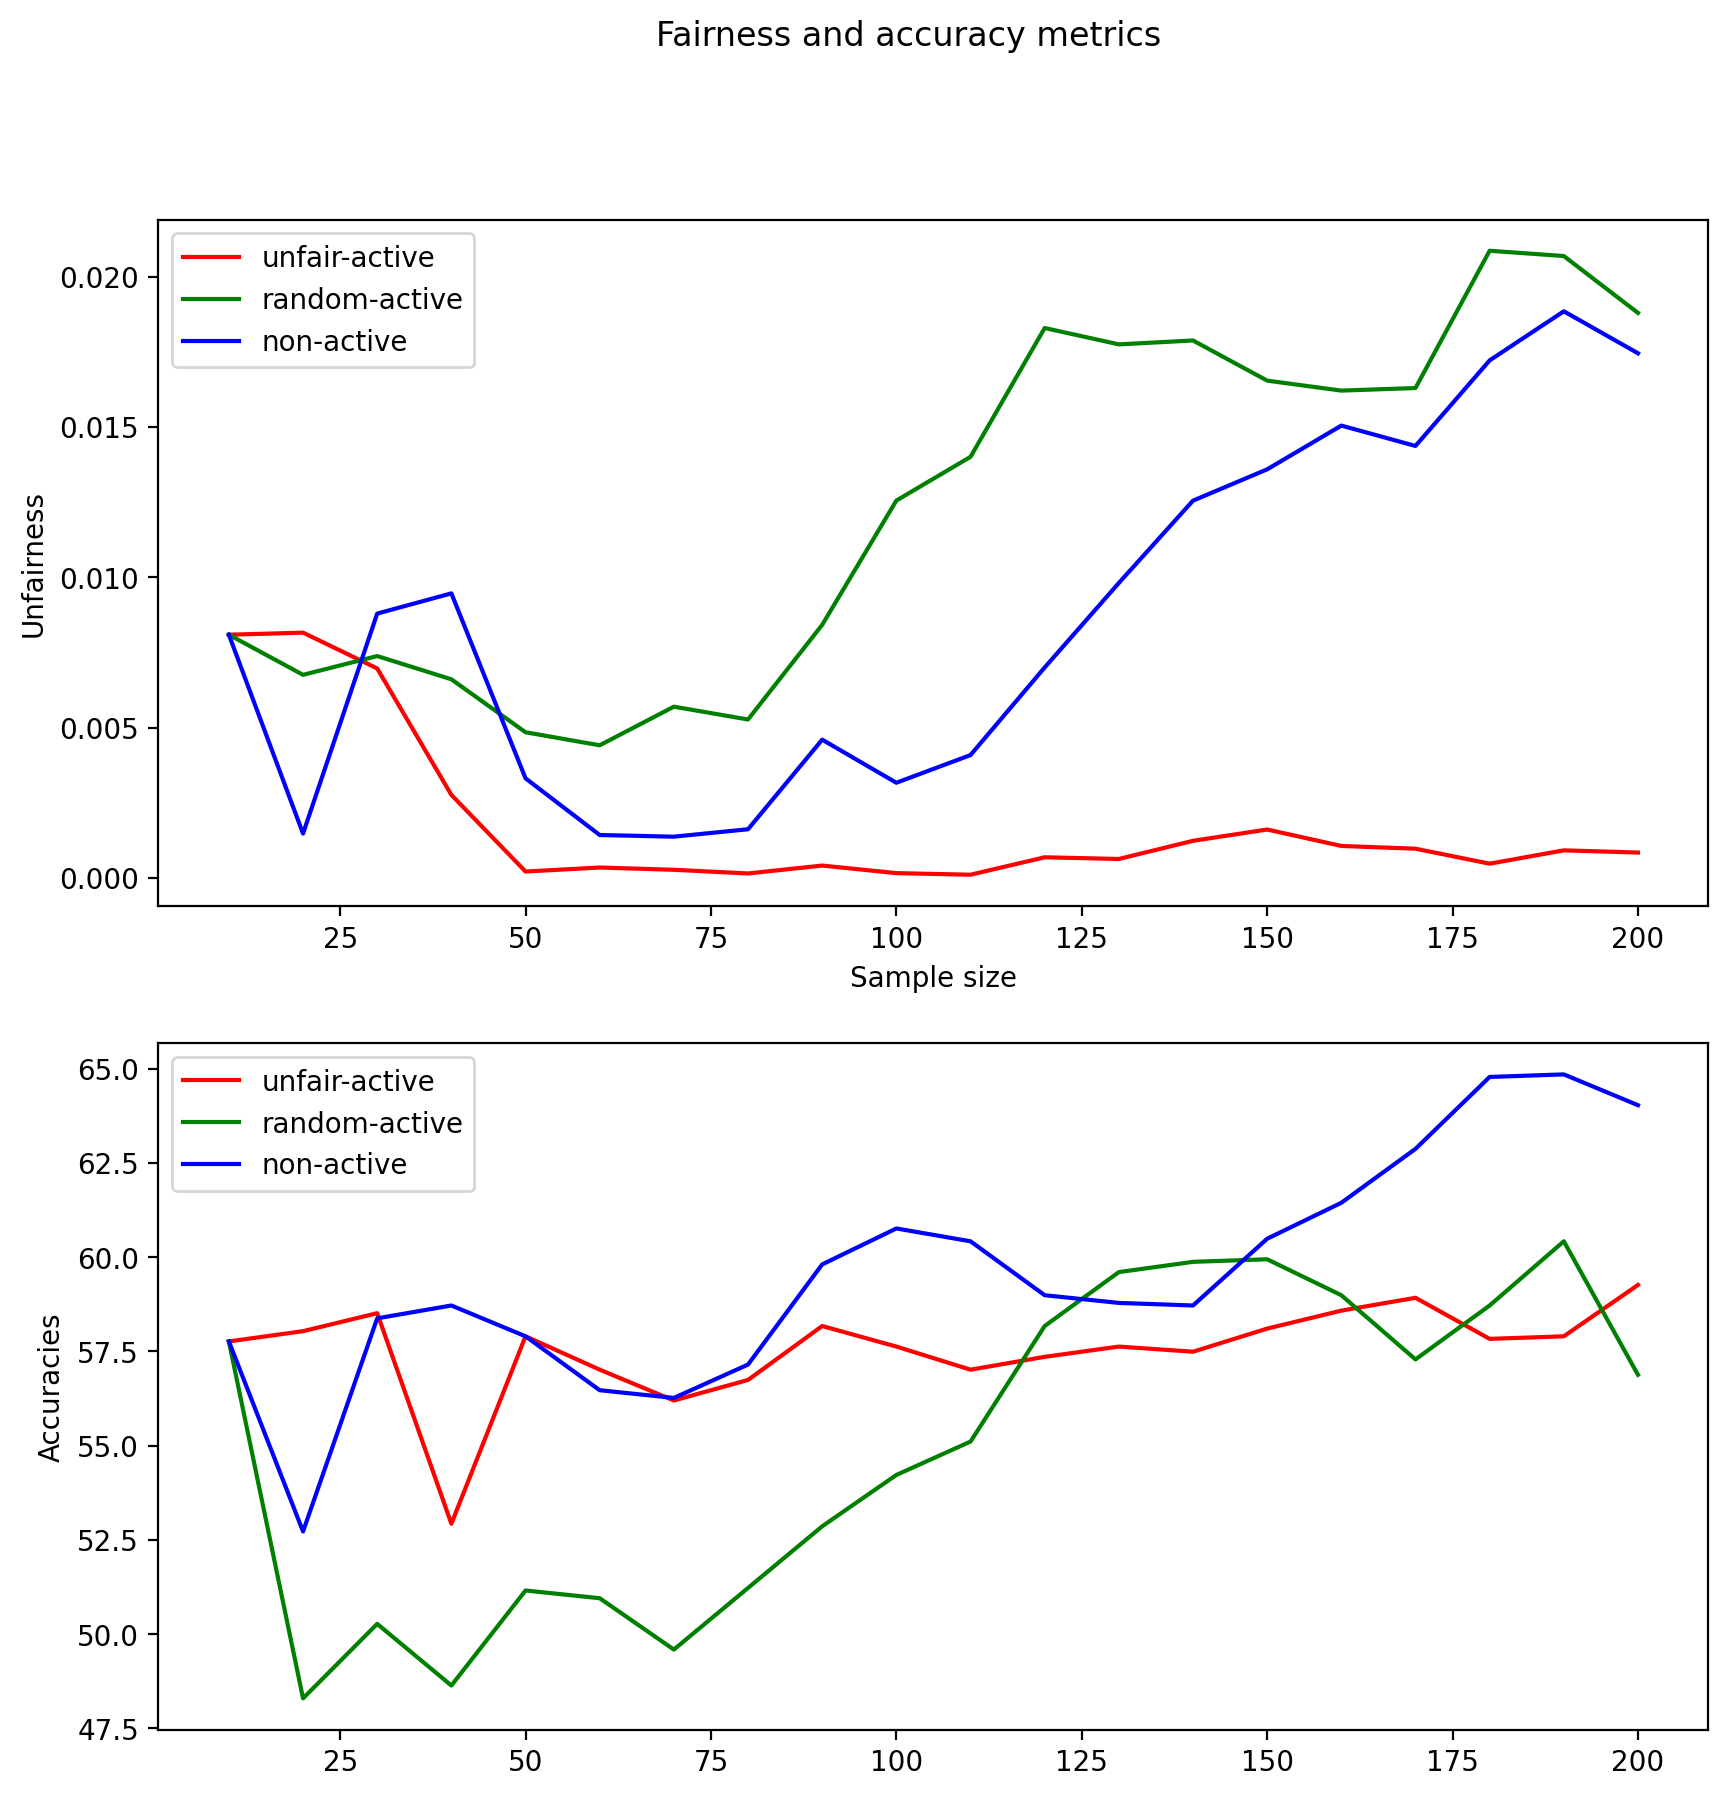 Fairness and accuracy metrics
unfair-active
random-active
non-active
0.020
0.015
0.010
0.005
0.000
Unfairness
25 50 75 100 125 150 175 200
Sample size
unfair-active
random-active
non-active
65.0
62.5
60.0
57.5
55.0
52.5
50.0
47.5
Accuracies
25 50 75 100 125 150 175 200